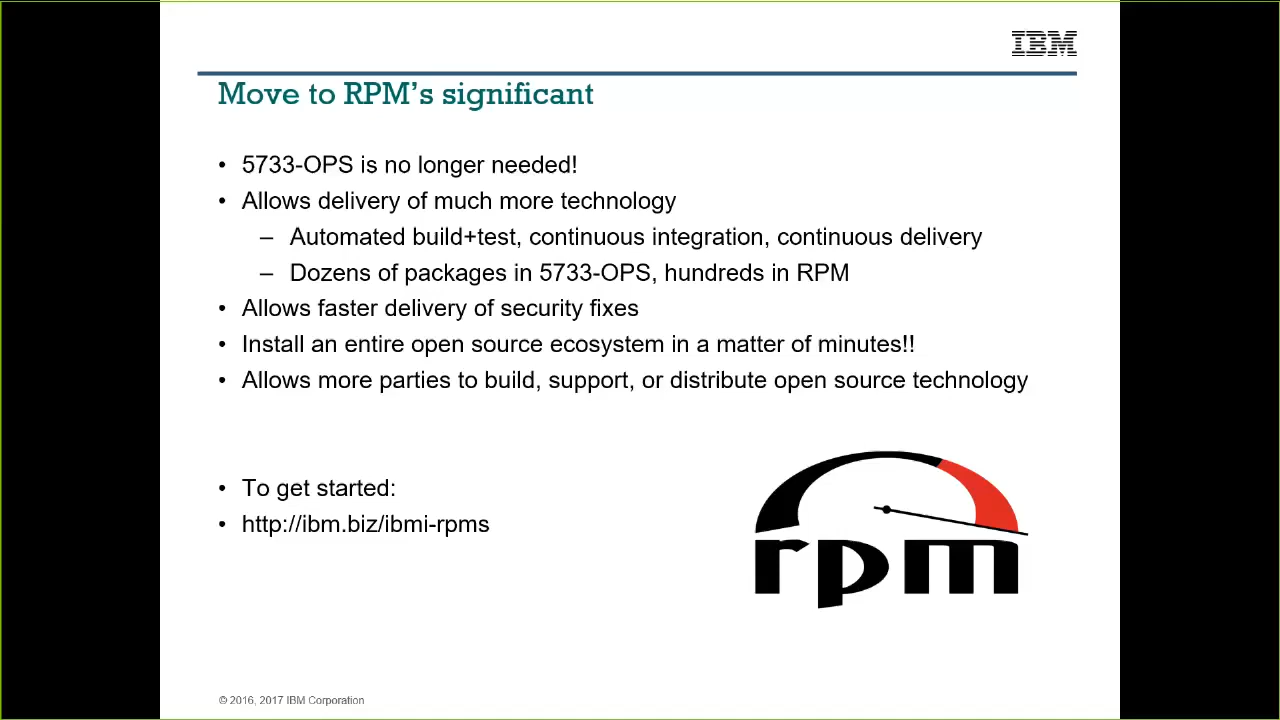 IBM
Move to RPM's significant
• 5733-OPS is no longer needed!
• Allows delivery of much more technology
– Automated build+test, continuous integration, continuous delivery
– Dozens of packages in 5733-OPS, hundreds in RPM
• Allows faster delivery of security fixes
• Install an entire open source ecosystem in a matter of minutes!!
• Allows more parties to build, support, or distribute open source technology
• To get started:
• http://ibm.biz/ibmi-rpms
rpm
© 2016, 2017 IBM Corporation